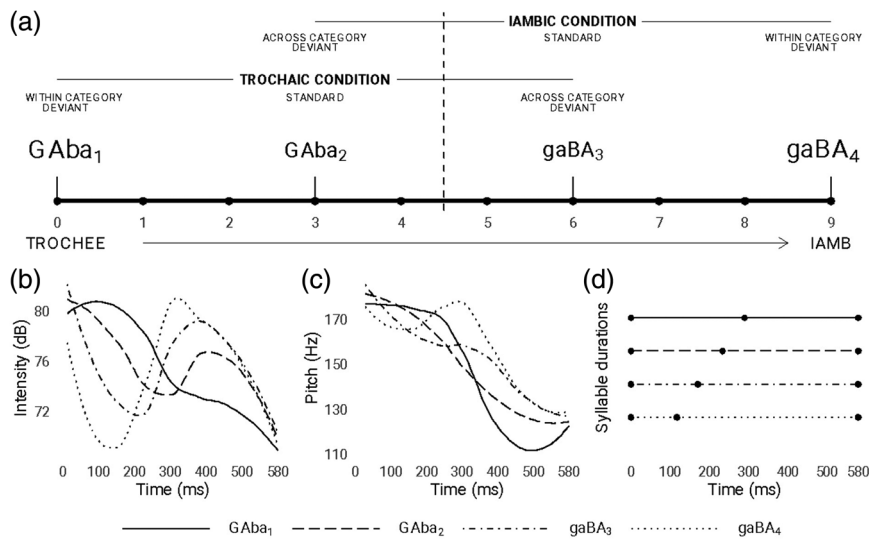 (a)
IAMBIC CONDITION
ACROSS CATEGORY DEVIANT
STANDARD
WITHIN CATEGORY DEVIANT
TROCHAIC CONDITION
WITHIN CATEGORY DEVIANT
STANDARD
ACROSS CATEGORY DEVIANT
GAba₁ GAba₂ gaBA₃ gaBA₄
0 1 2 3 4 5 6 7 8 9
TROCHEE IAMB
(b)
Intensity (dB)
80
76
72
0 100 200 300 400 500 580
Time (ms)
(c)
Pitch (Hz)
170
150
130
110
0 100 200 300 400 500 580
Time (ms)
(d)
Syllable durations
0 100 200 300 400 500 580
Time (ms)
GAba₁ GAba₂ gaBA₃ gaBA₄